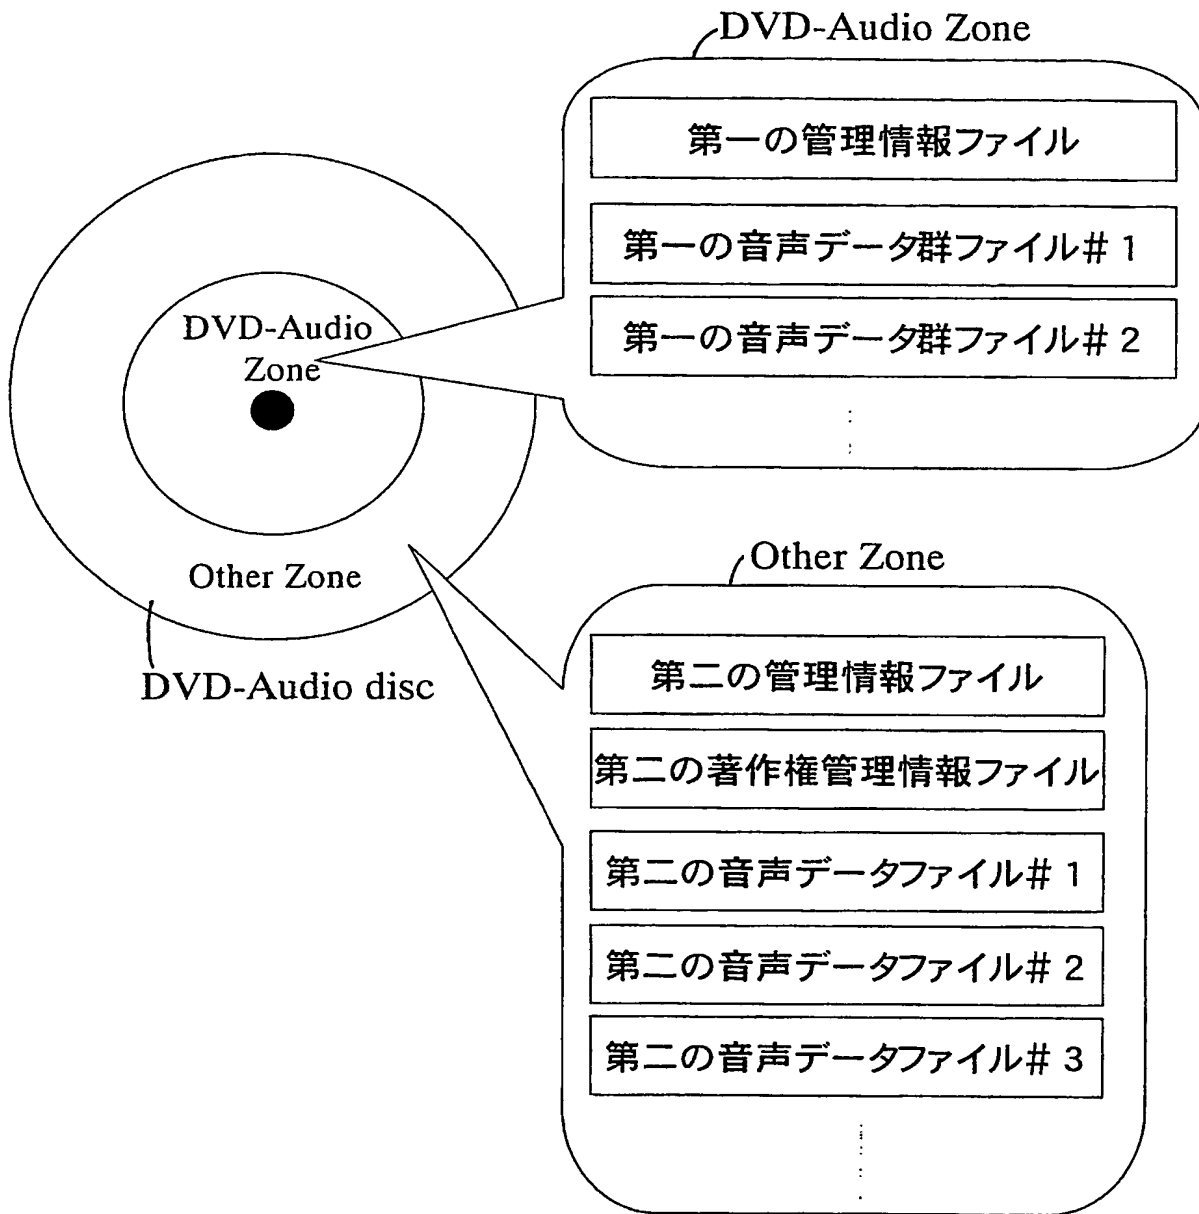 DVD-Audio Zone
第一の管理情報ファイル
第一の音声データ群ファイル＃1
第一の音声データ群ファイル＃2
DVD-Audio
Zone
Other Zone
DVD-Audio disc
Other Zone
第二の管理情報ファイル
第二の著作権管理情報ファイル
第二の音声データファイル＃1
第二の音声データファイル＃2
第二の音声データファイル＃3